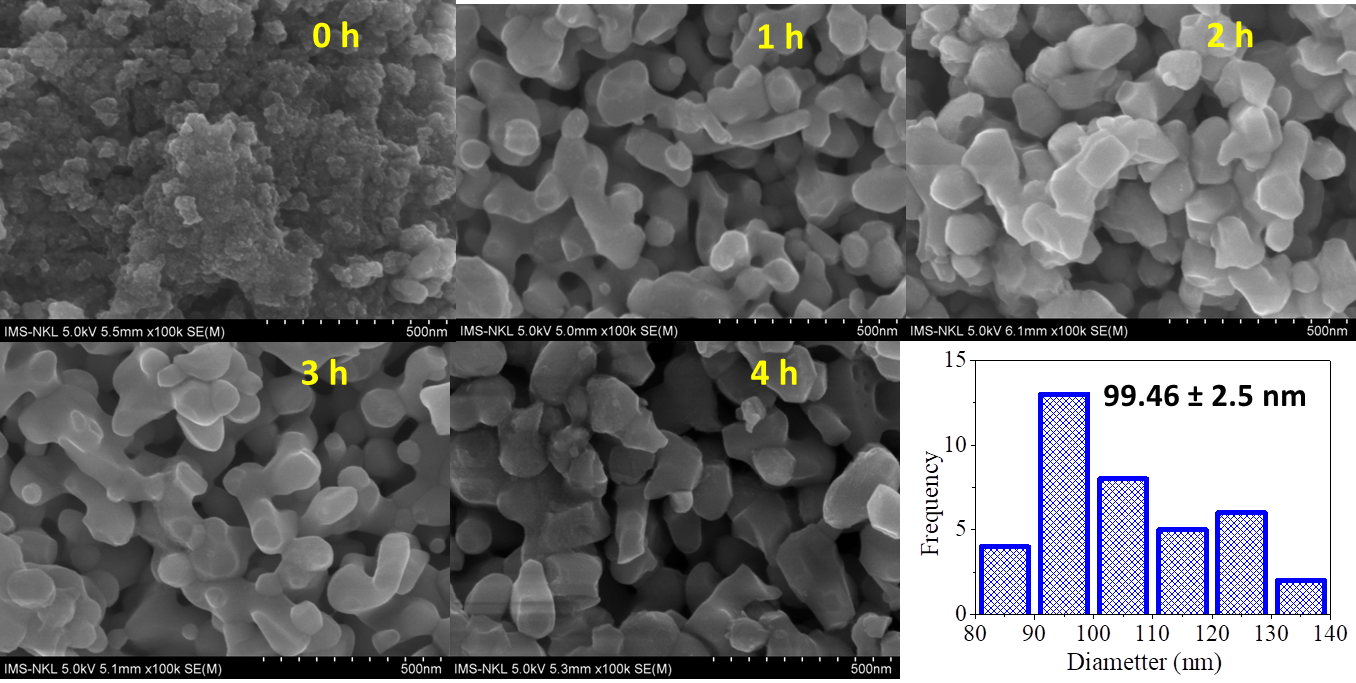 0 h
1 h
2 h
IMS-NKL 5.0kV 5.5mm x100k SE(M) 500nm
IMS-NKL 5.0kV 5.0mm x100k SE(M) 500nm
IMS-NKL 5.0kV 6.1mm x100k SE(M) 500nm
3 h
4 h
IMS-NKL 5.0kV 5.1mm x100k SE(M) 500nm
IMS-NKL 5.0kV 5.3mm x100k SE(M) 500nm
99.46 ± 2.5 nm
15
10
5
0
Frequency
80 90 100 110 120 130 140
Diametter (nm)